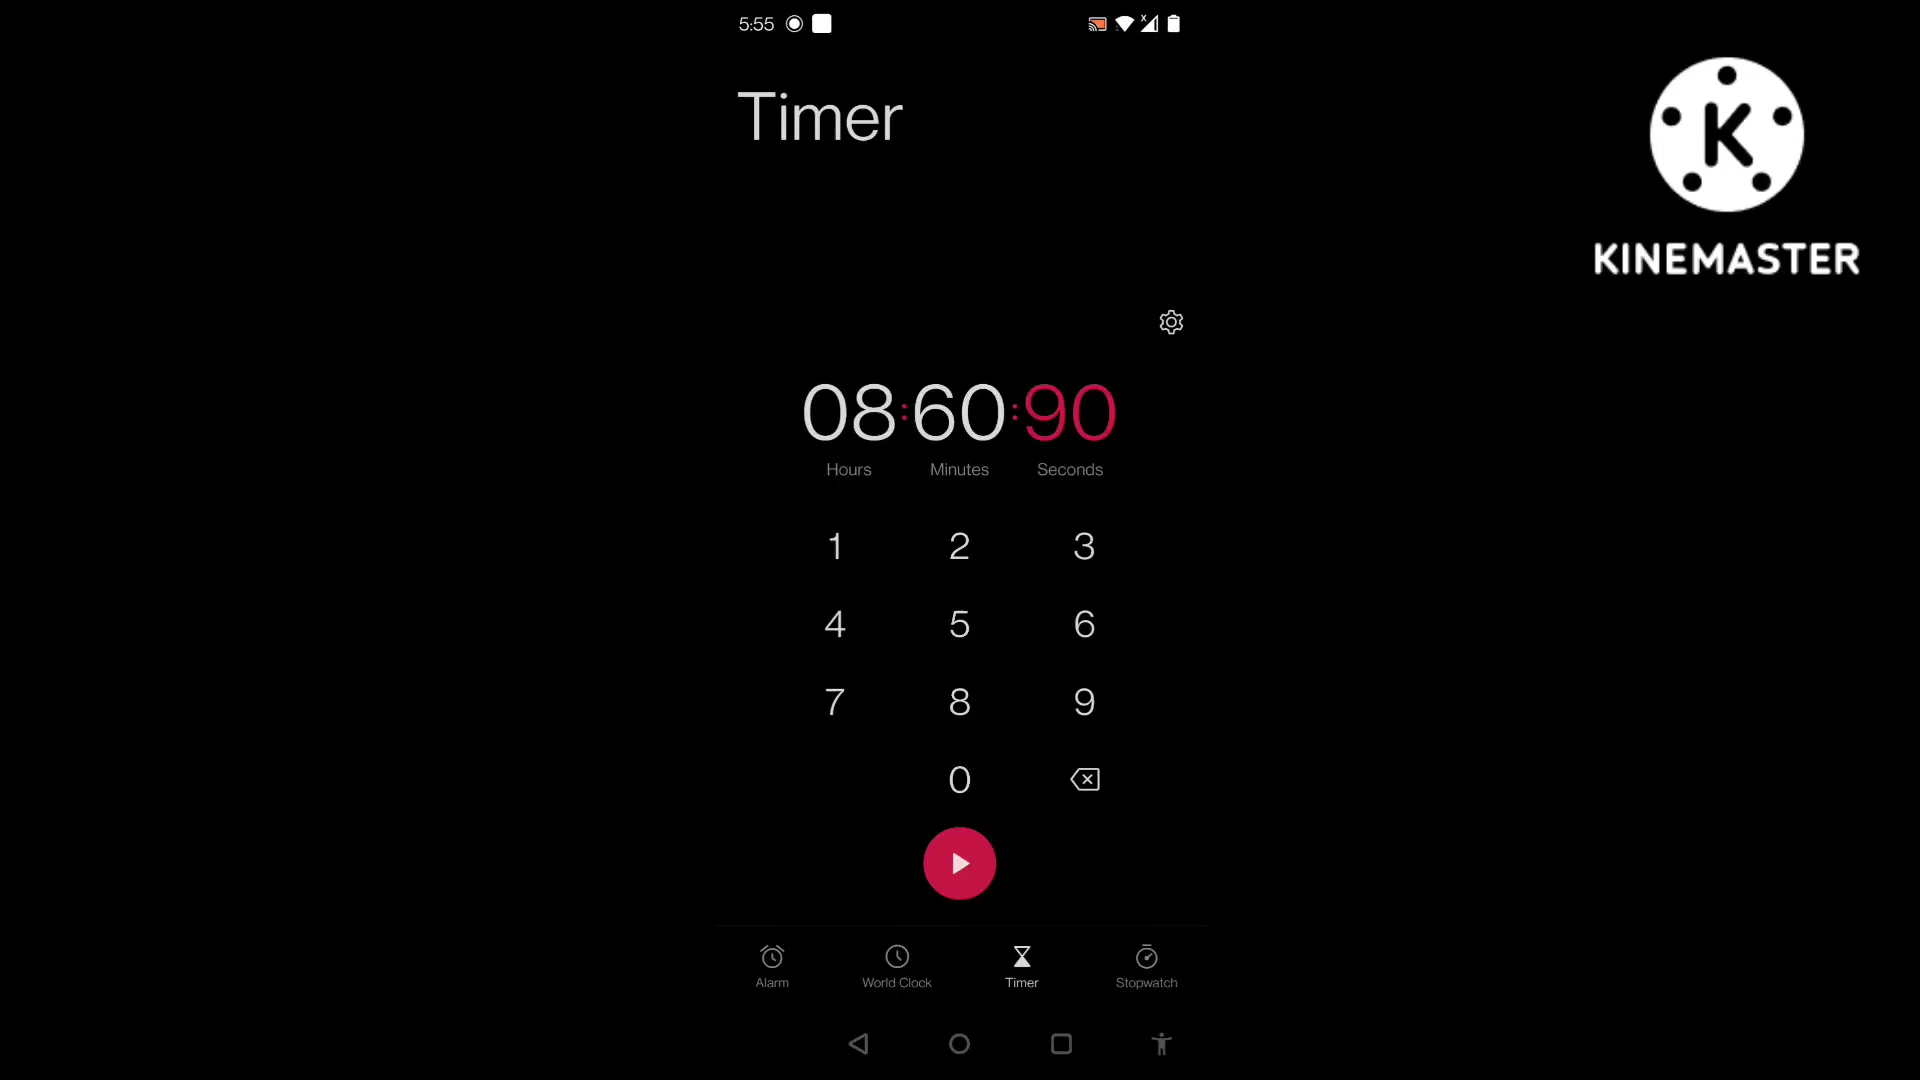 5:55
Timer
K
KINEMASTER
08:60:90
Hours Minutes Seconds
1 2 3
4 5 6
7 8 9
0
Alarm World Clock Timer Stopwatch